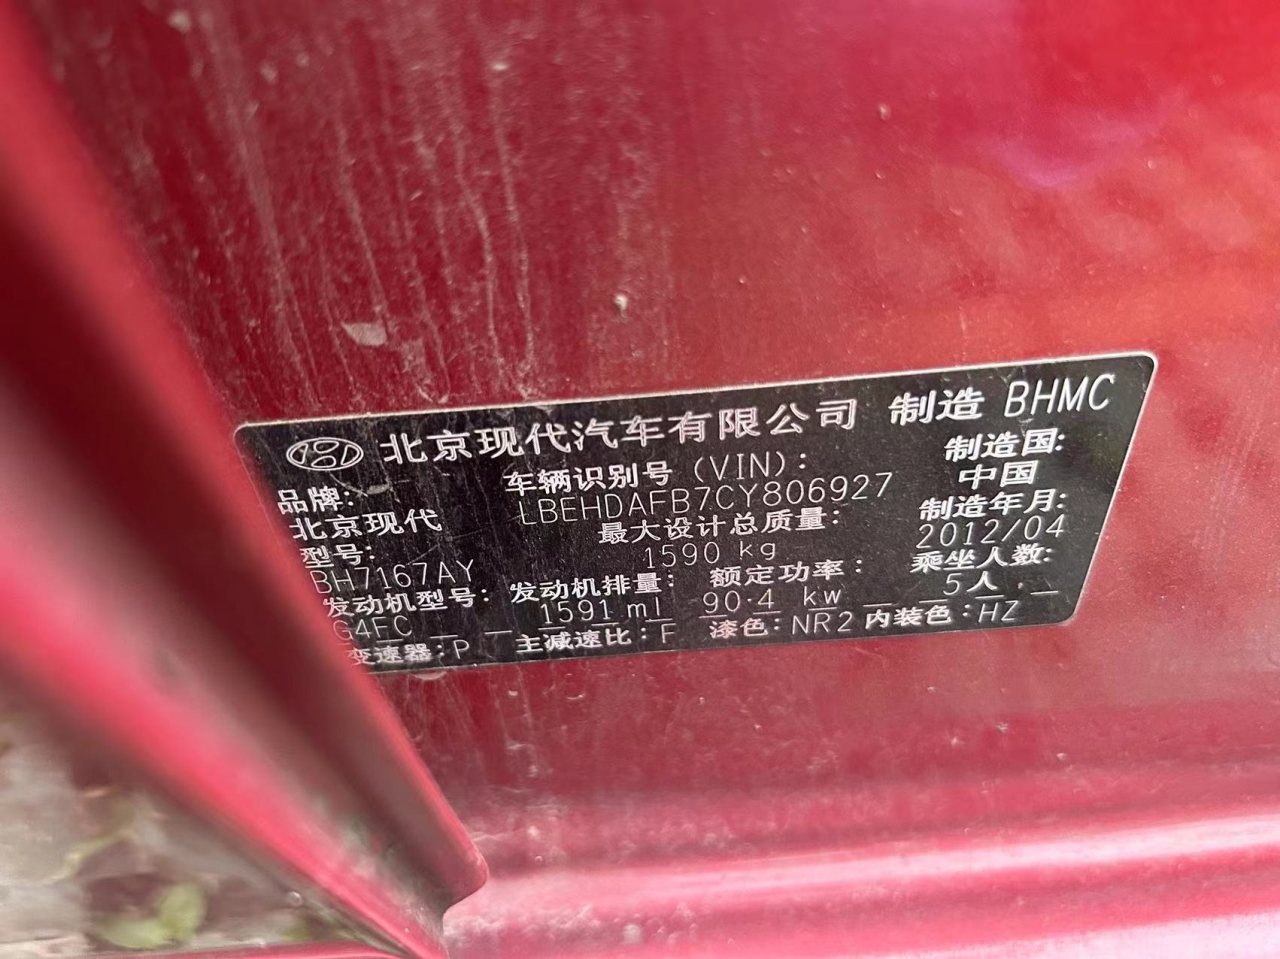 北京现代汽车有限公司 制造 BHMC
品牌: 车辆识别号 (VIN): 制造国:
北京现代 LBEHDAFB7CY806927 中国
型号: 最大设计总质量: 制造年月:
BH7167AY 1590 kg 2012/04
发动机型号: 发动机排量: 额定功率: 乘坐人数:
G4FC _ _ 1591 ml 90.4 kw _ 5人 _
变速器:P 主减速比:F 漆色:NR2 内装色:HZ